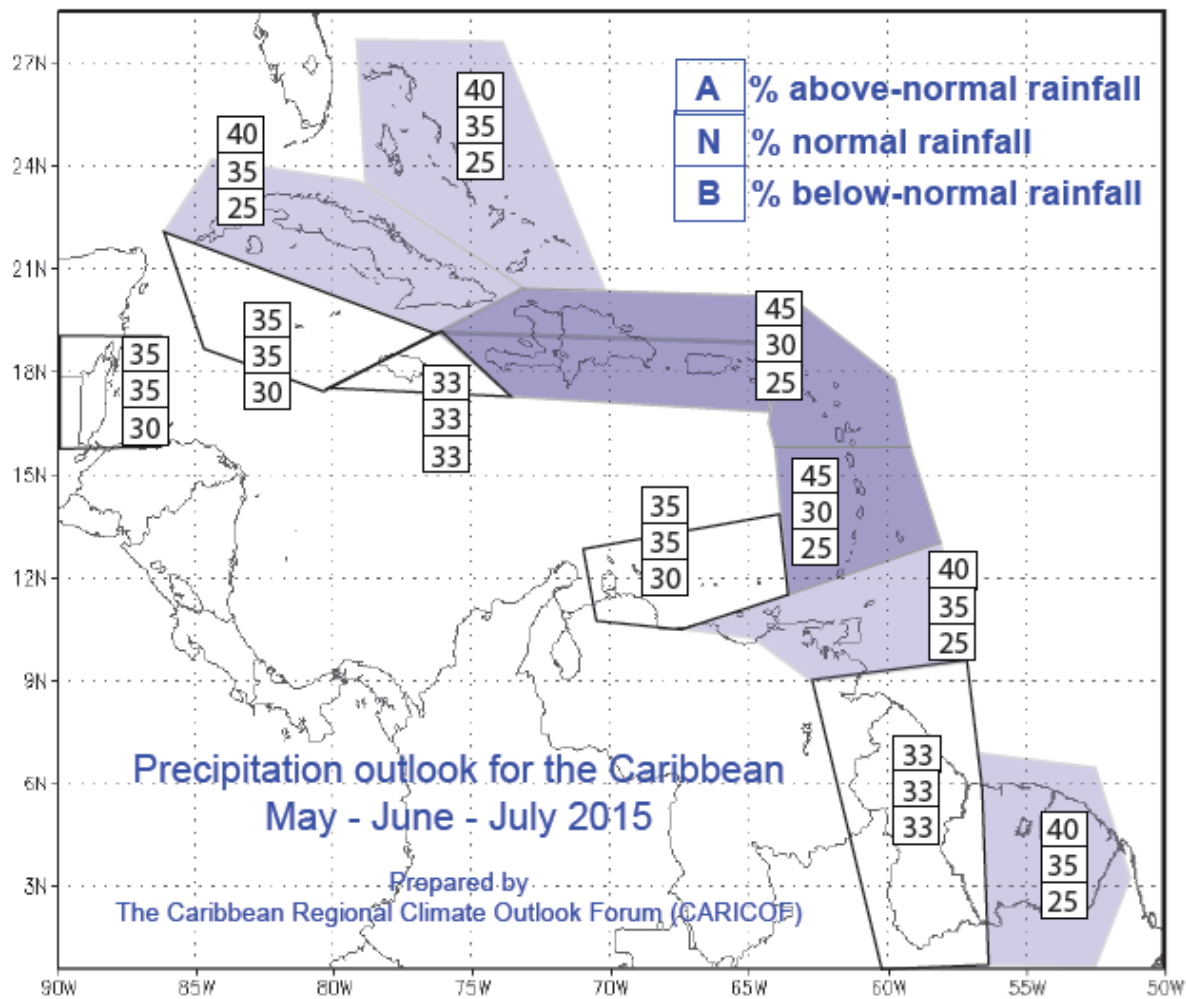 27N
24N
21N
18N
15N
12N
9N
6N
3N
40
35
25
40
35
25
A % above-normal rainfall
N % normal rainfall
B % below-normal rainfall
35
35
30
35
35
30
33
33
33
45
30
25
45
30
25
35
35
30
40
35
25
33
33
33
40
35
25
Precipitation outlook for the Caribbean
May - June - July 2015
Prepared by
The Caribbean Regional Climate Outlook Forum (CARICOF)
90W 85W 80W 75W 70W 65W 60W 55W 50W